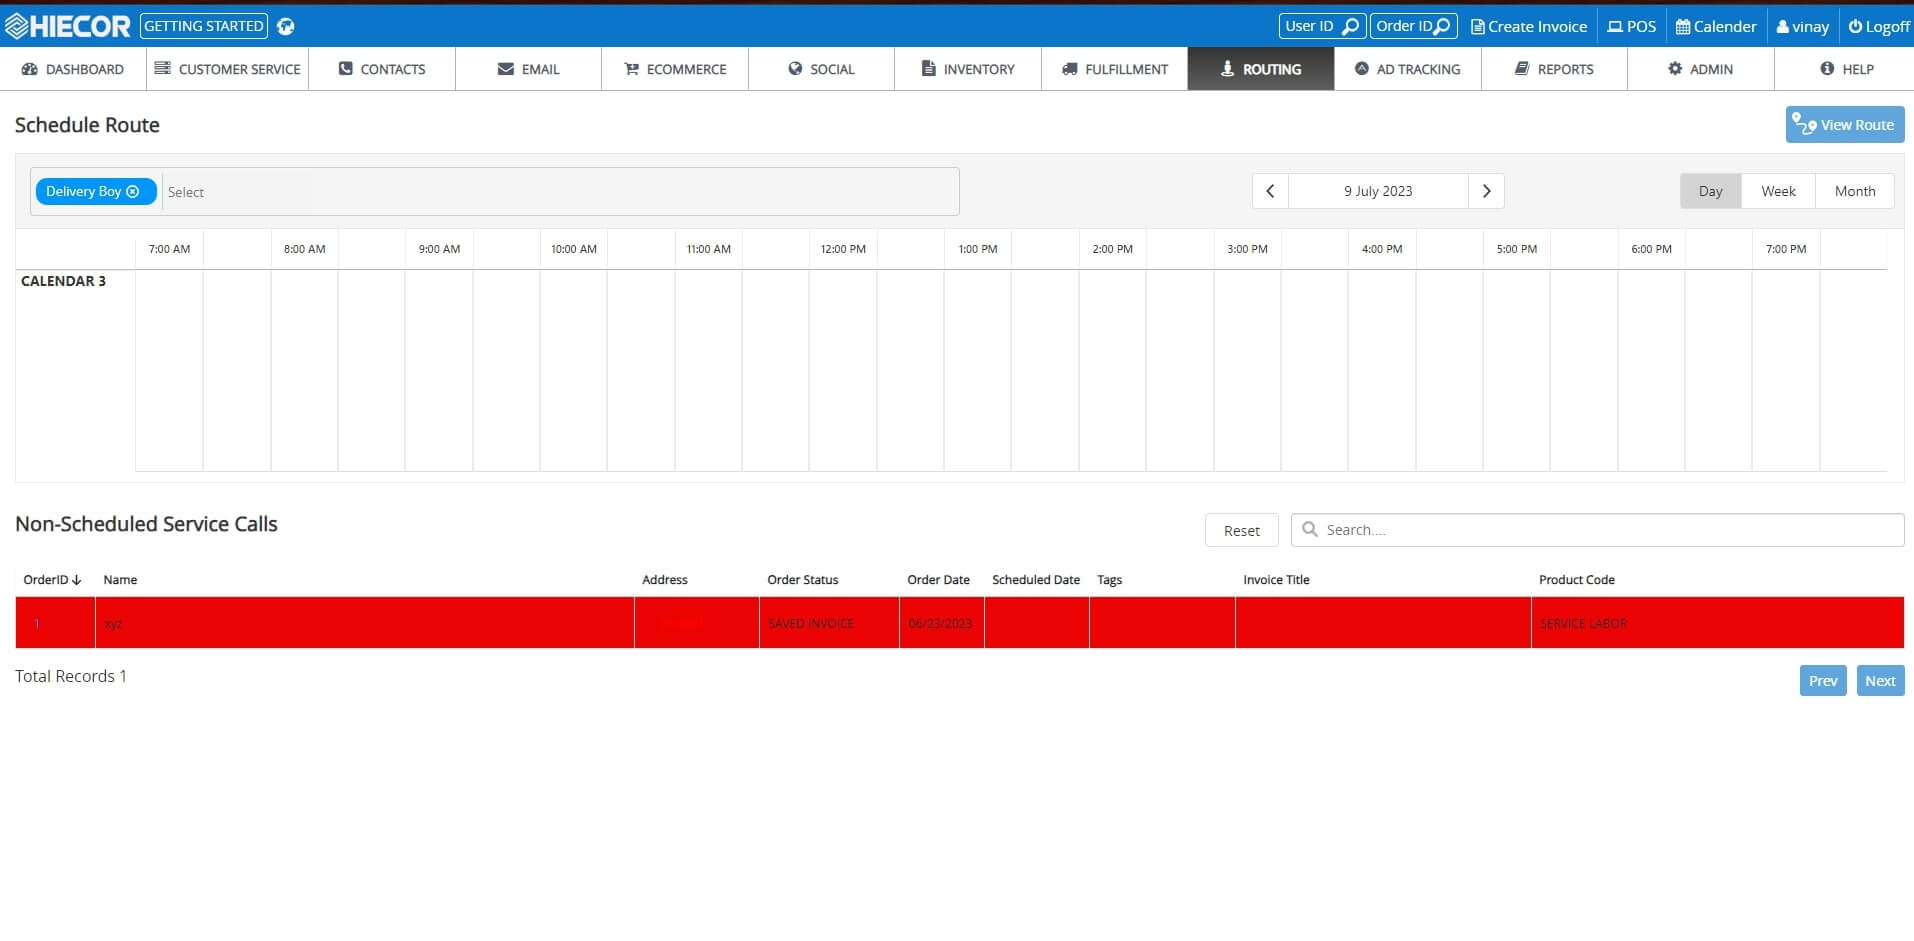 HIECOR GETTING STARTED User ID Order ID Create Invoice POS Calender vinay Logoff
DASHBOARD CUSTOMER SERVICE CONTACTS EMAIL ECOMMERCE SOCIAL INVENTORY FULFILLMENT ROUTING AD TRACKING REPORTS ADMIN HELP
Schedule Route View Route
Delivery Boy Select 9 July 2023 Day Week Month
7:00 AM 8:00 AM 9:00 AM 10:00 AM 11:00 AM 12:00 PM 1:00 PM 2:00 PM 3:00 PM 4:00 PM 5:00 PM 6:00 PM 7:00 PM
CALENDAR 3
Non-Scheduled Service Calls Reset Search....
OrderID Name Address Order Status Order Date Scheduled Date Tags Invoice Title Product Code
1 xyz SAVED INVOICE 06/23/2023 SERVICE LABOR
Total Records 1 Prev Next